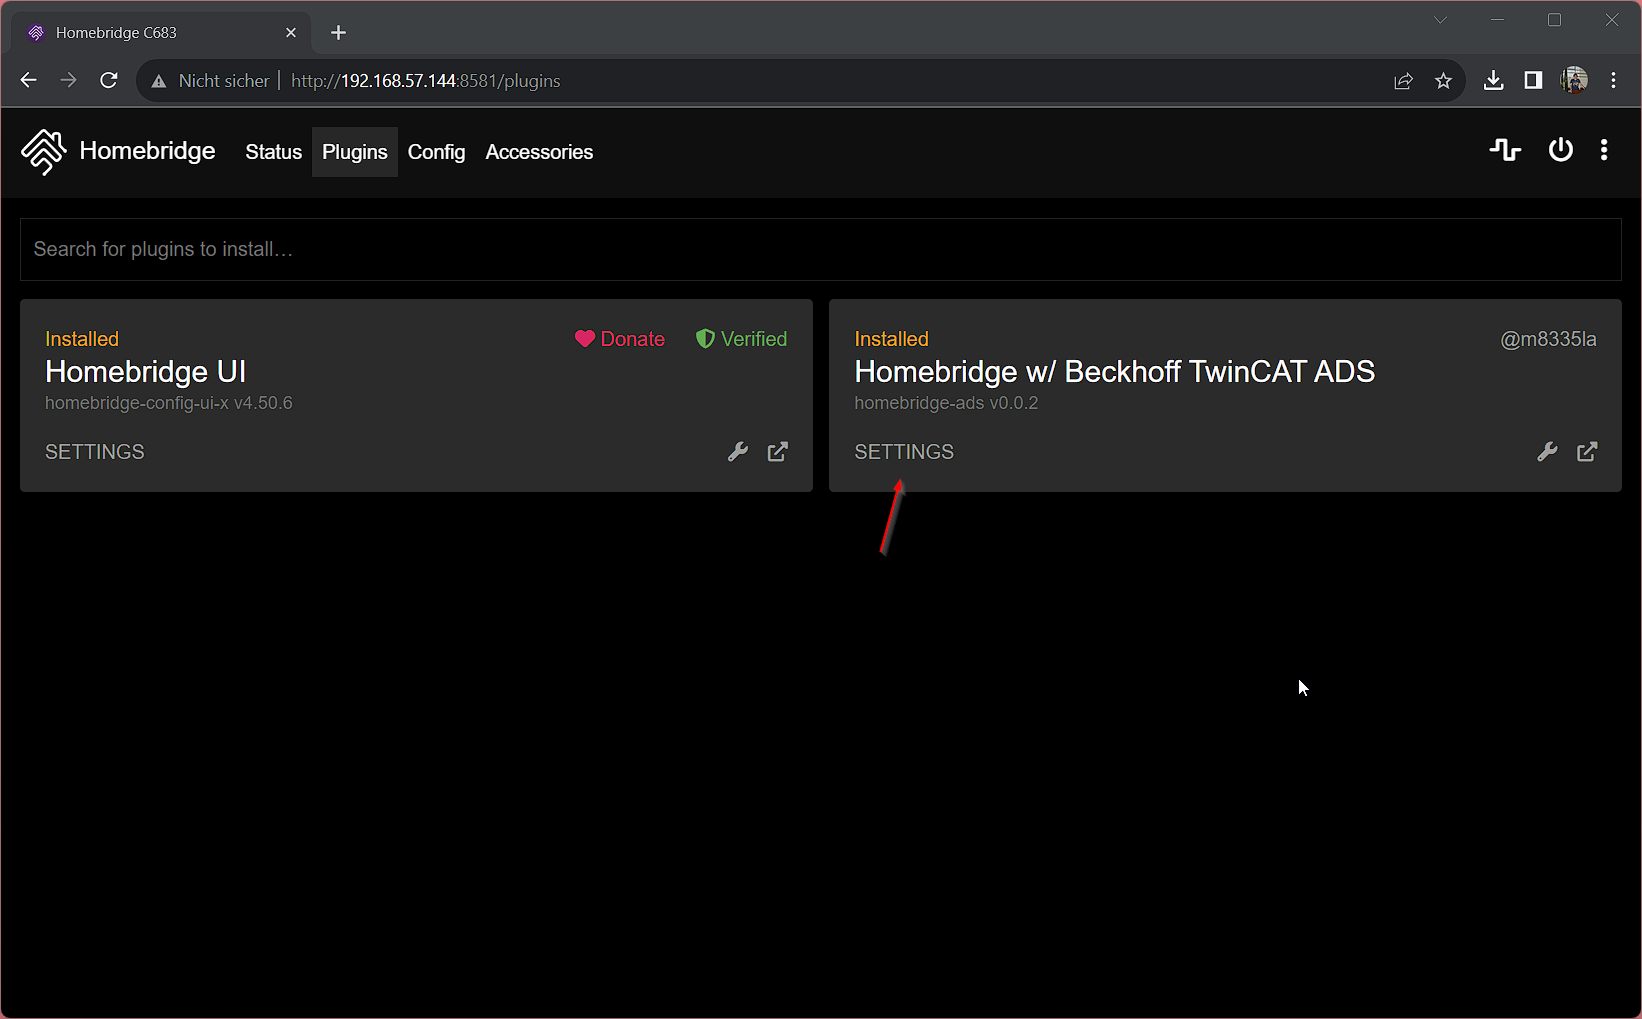 Homebridge C683
Nicht sicher | http://192.168.57.144:8581/plugins
Homebridge Status Plugins Config Accessories
Search for plugins to install…
Installed Donate Verified
Homebridge UI
homebridge-config-ui-x v4.50.6
SETTINGS
Installed @m8335la
Homebridge w/ Beckhoff TwinCAT ADS
homebridge-ads v0.0.2
SETTINGS